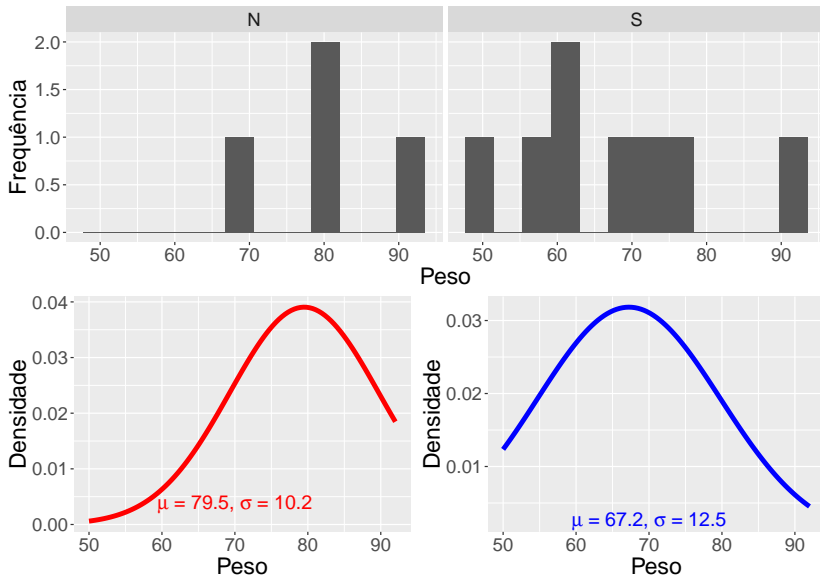 N S
2.0
1.5
1.0
0.5
0.0
Frequência
50 60 70 80 90 50 60 70 80 90
Peso
0.04
0.03
0.02
0.01
0.00
Densidade
μ = 79.5, σ = 10.2
50 60 70 80 90
Peso
0.03
0.02
0.01
Densidade
μ = 67.2, σ = 12.5
50 60 70 80 90
Peso